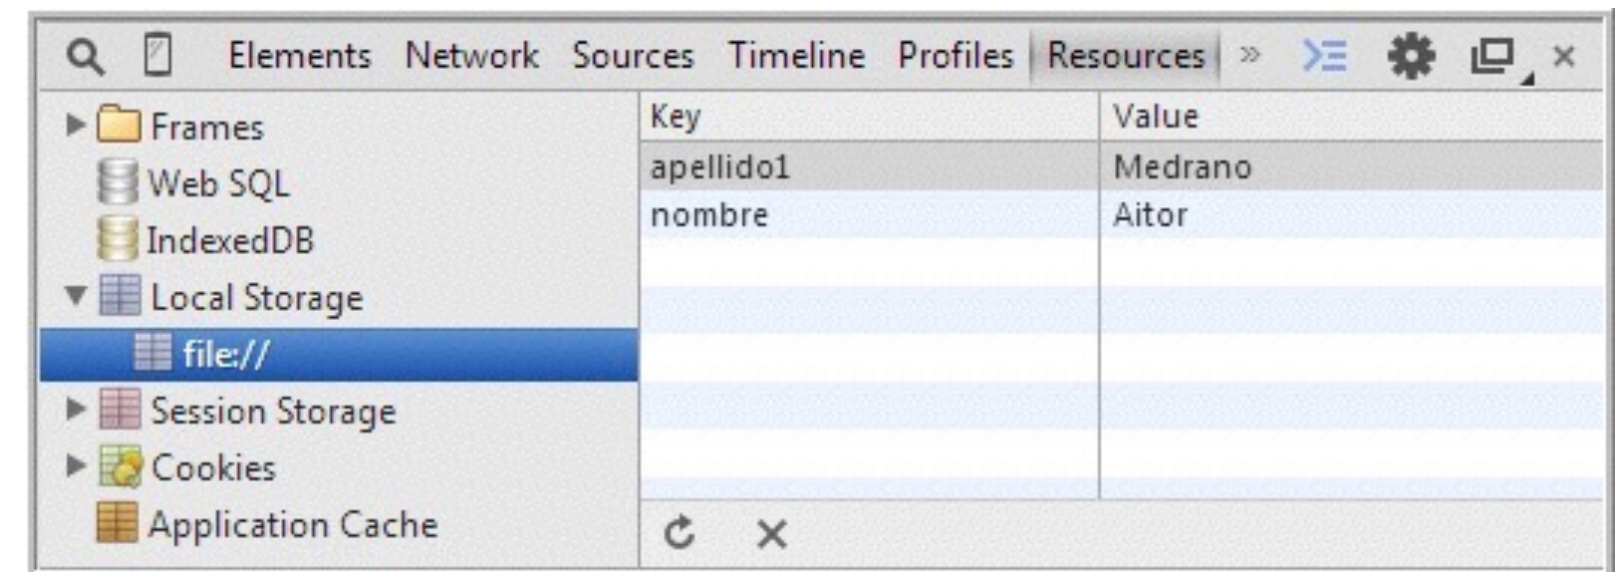 Elements Network Sources Timeline Profiles Resources »
Frames
Web SQL
IndexedDB
Local Storage
file://
Session Storage
Cookies
Application Cache
Key Value
apellido1 Medrano
nombre Aitor